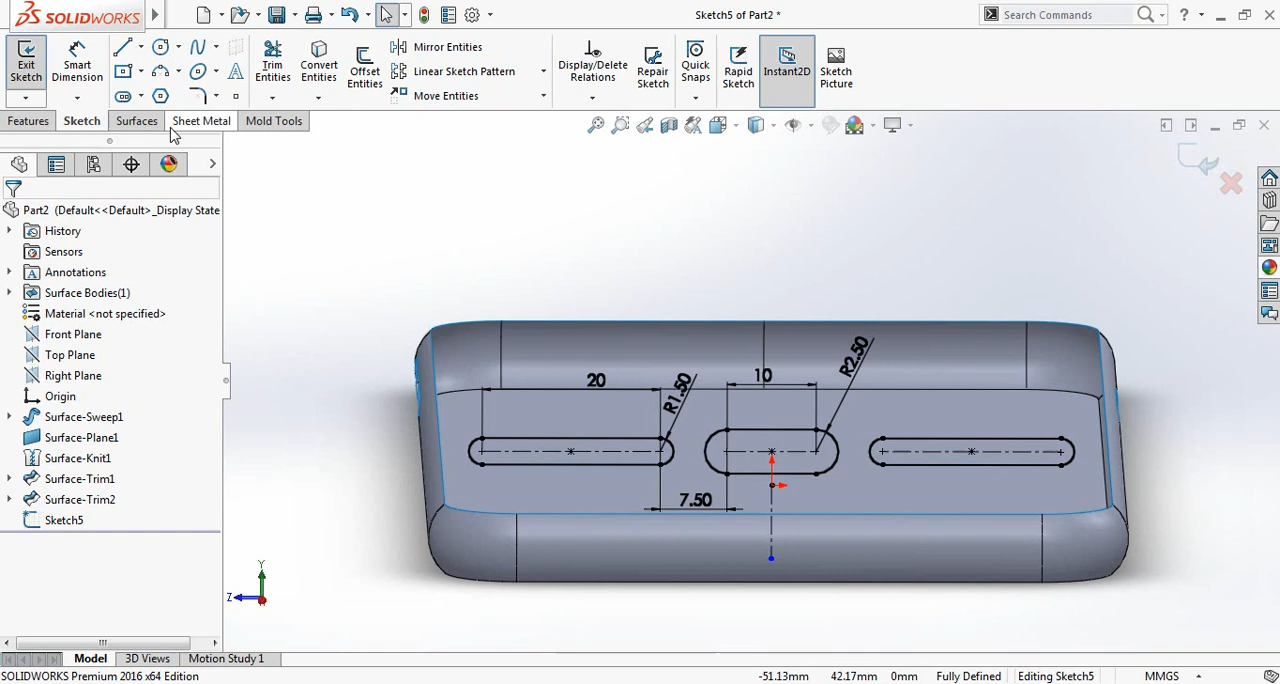 SOLIDWORKS
Sketch5 of Part2 *
Search Commands
?
Exit Sketch
Smart Dimension
Trim Entities
Convert Entities
Offset Entities
Mirror Entities
Linear Sketch Pattern
Move Entities
Display/Delete Relations
Repair Sketch
Quick Snaps
Rapid Sketch
Instant2D
Sketch Picture
Features
Sketch
Surfaces
Sheet Metal
Mold Tools
Part2 (Default<<Default>_Display State
History
Sensors
Annotations
Surface Bodies(1)
Material <not specified>
Front Plane
Top Plane
Right Plane
Origin
Surface-Sweep1
Surface-Plane1
Surface-Knit1
Surface-Trim1
Surface-Trim2
Sketch5
20
R1.50
10
R2.50
7.50
Y
Z
Model
3D Views
Motion Study 1
SOLIDWORKS Premium 2016 x64 Edition
-51.13mm
42.17mm
0mm
Fully Defined
Editing Sketch5
MMGS